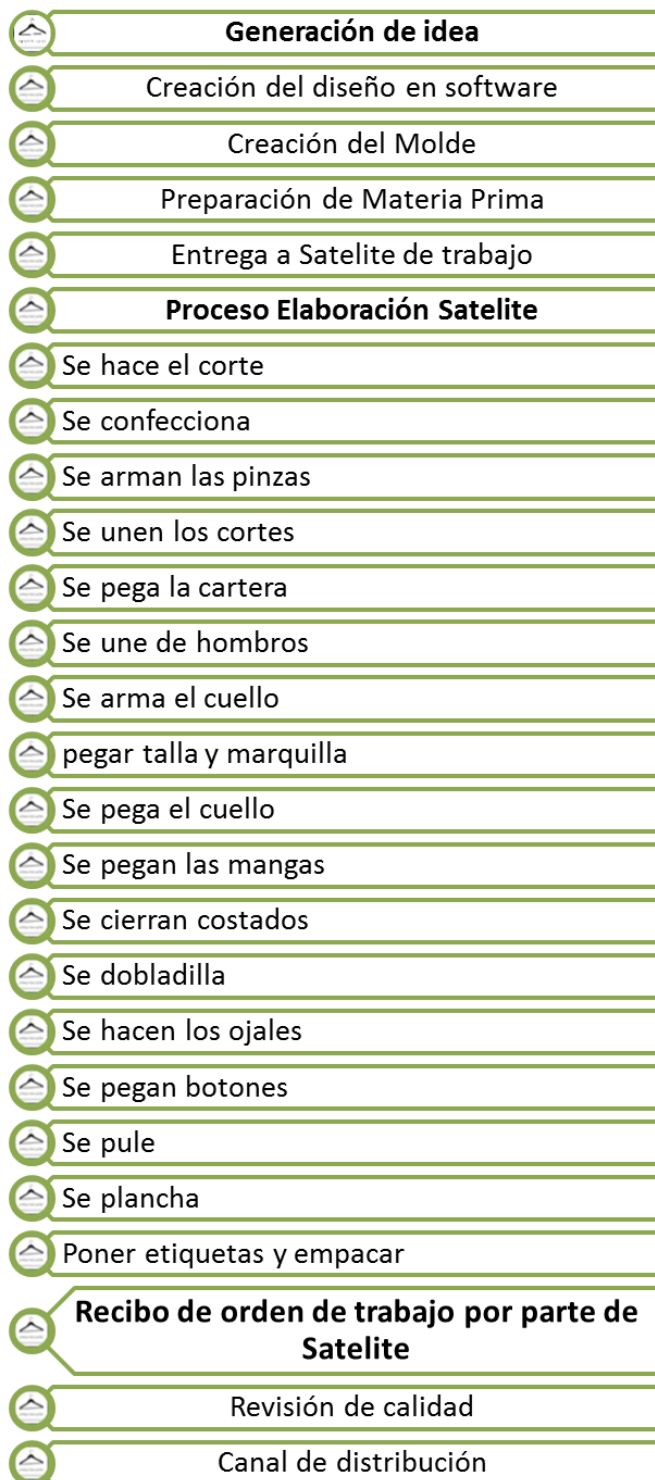 Generación de idea
Creación del diseño en software
Creación del Molde
Preparación de Materia Prima
Entrega a Satelite de trabajo
Proceso Elaboración Satelite
Se hace el corte
Se confecciona
Se arman las pinzas
Se unen los cortes
Se pega la cartera
Se une de hombros
Se arma el cuello
pegar talla y marquilla
Se pega el cuello
Se pegan las mangas
Se cierran costados
Se dobladilla
Se hacen los ojales
Se pegan botones
Se pule
Se plancha
Poner etiquetas y empacar
Recibo de orden de trabajo por parte de
Satelite
Revisión de calidad
Canal de distribución